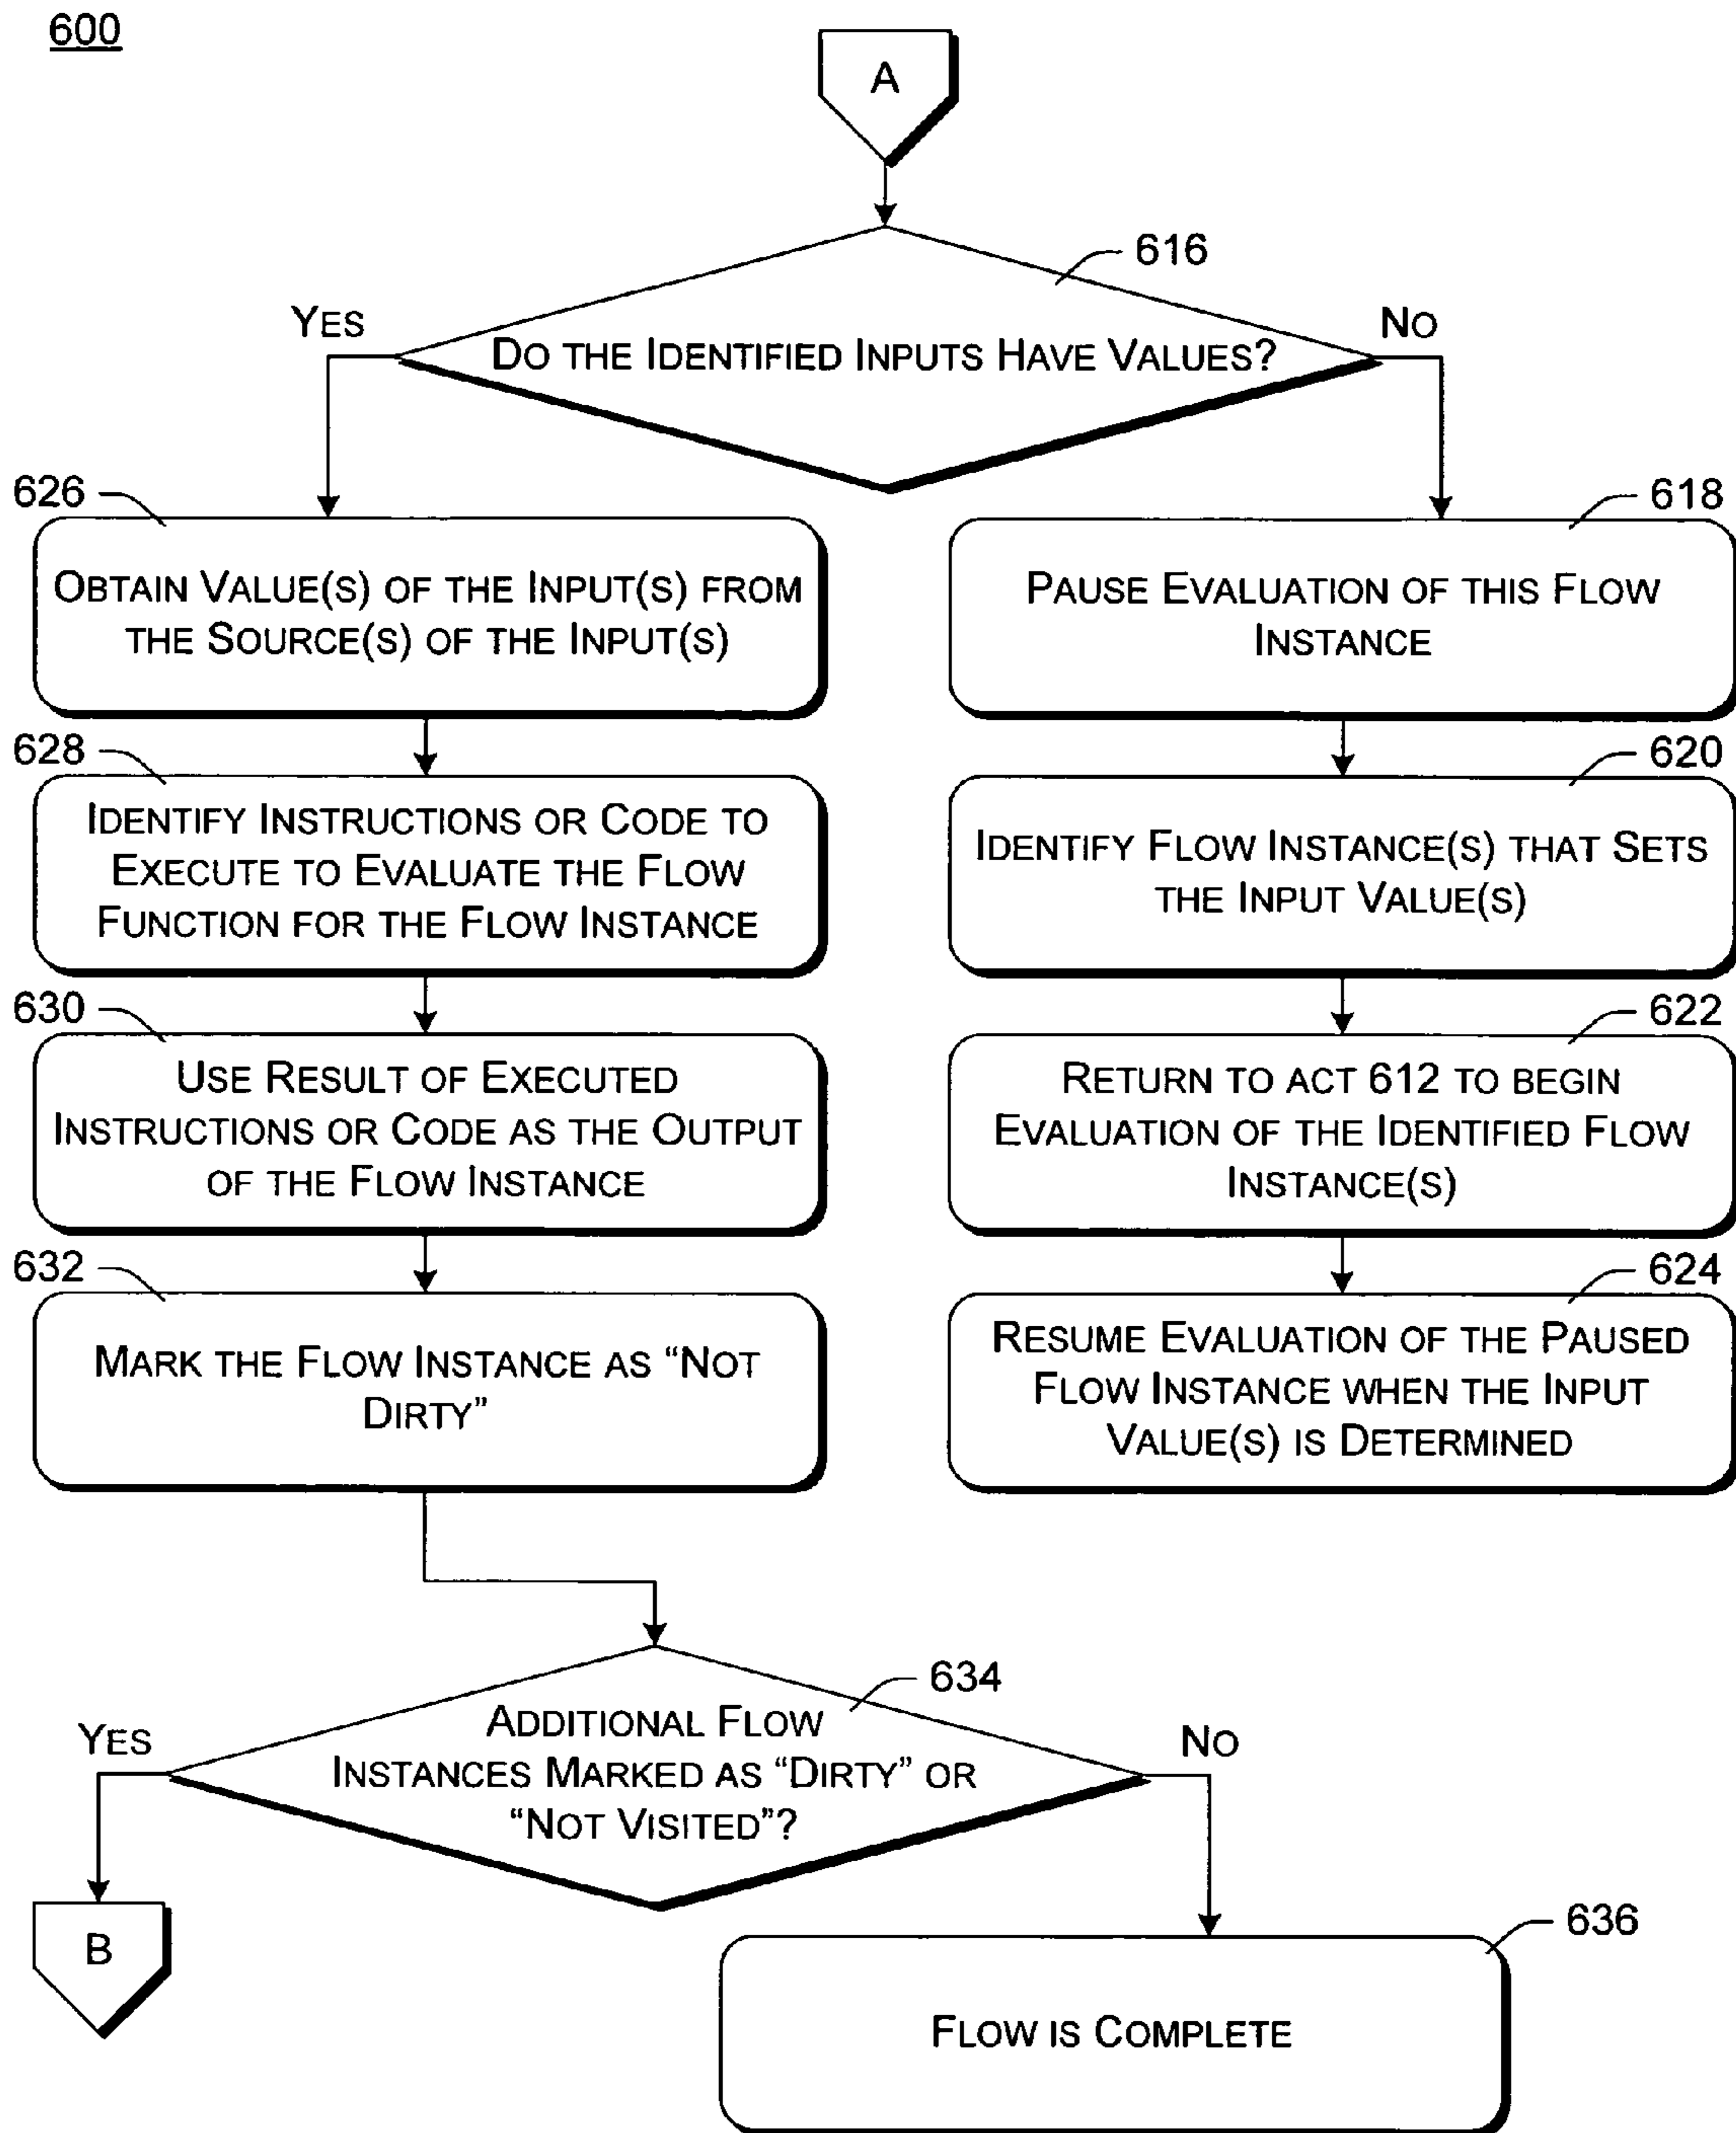 600
A
616
YES
NO
DO THE IDENTIFIED INPUTS HAVE VALUES?
626
OBTAIN VALUE(S) OF THE INPUT(S) FROM
THE SOURCE(S) OF THE INPUT(S)
618
PAUSE EVALUATION OF THIS FLOW
INSTANCE
628
IDENTIFY INSTRUCTIONS OR CODE TO
EXECUTE TO EVALUATE THE FLOW
FUNCTION FOR THE FLOW INSTANCE
620
IDENTIFY FLOW INSTANCE(S) THAT SETS
THE INPUT VALUE(S)
630
USE RESULT OF EXECUTED
INSTRUCTIONS OR CODE AS THE OUTPUT
OF THE FLOW INSTANCE
622
RETURN TO ACT 612 TO BEGIN
EVALUATION OF THE IDENTIFIED FLOW
INSTANCE(S)
632
MARK THE FLOW INSTANCE AS “NOT
DIRTY”
624
RESUME EVALUATION OF THE PAUSED
FLOW INSTANCE WHEN THE INPUT
VALUE(S) IS DETERMINED
634
YES
NO
ADDITIONAL FLOW
INSTANCES MARKED AS “DIRTY” OR
“NOT VISITED”?
B
636
FLOW IS COMPLETE